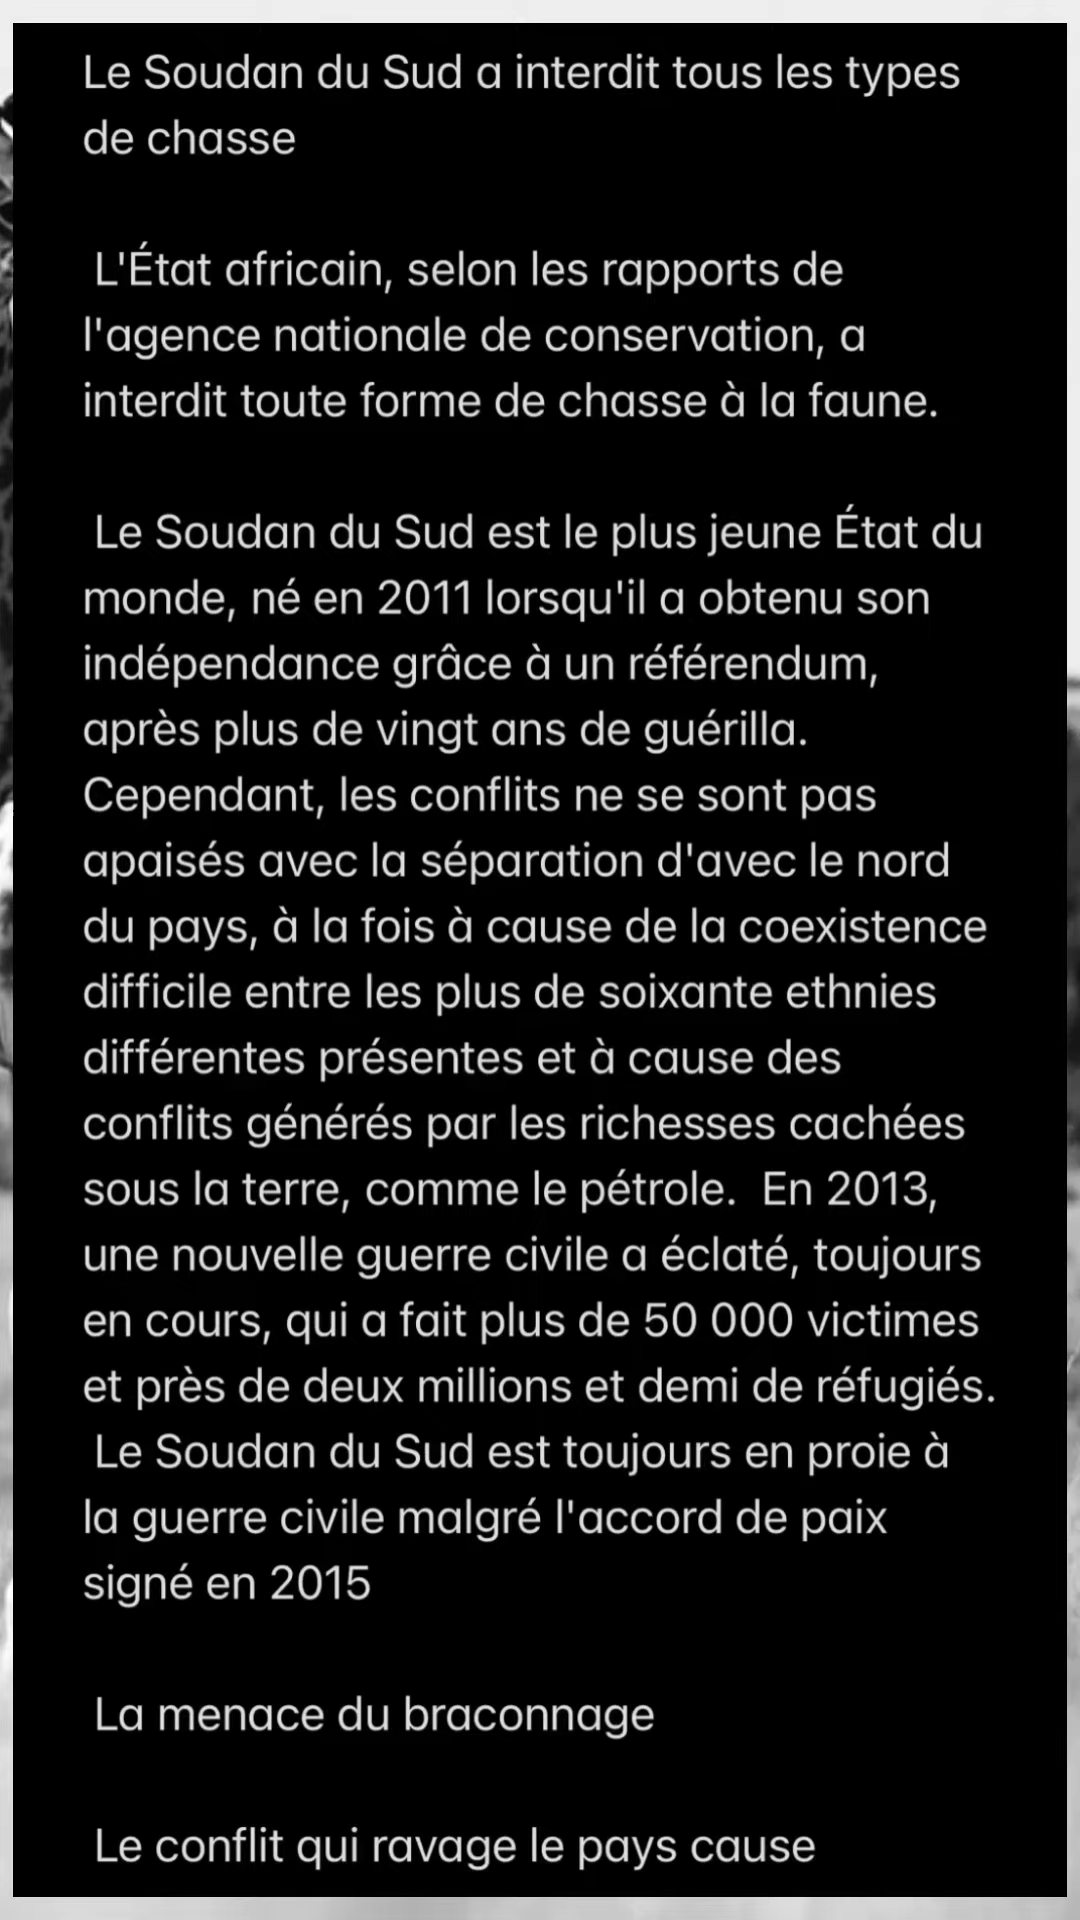 Le Soudan du Sud a interdit tous les types
de chasse
L'État africain, selon les rapports de
l'agence nationale de conservation, a
interdit toute forme de chasse à la faune.
Le Soudan du Sud est le plus jeune État du
monde, né en 2011 lorsqu'il a obtenu son
indépendance grâce à un référendum,
après plus de vingt ans de guérilla.
Cependant, les conflits ne se sont pas
apaisés avec la séparation d'avec le nord
du pays, à la fois à cause de la coexistence
difficile entre les plus de soixante ethnies
différentes présentes et à cause des
conflits générés par les richesses cachées
sous la terre, comme le pétrole.  En 2013,
une nouvelle guerre civile a éclaté, toujours
en cours, qui a fait plus de 50 000 victimes
et près de deux millions et demi de réfugiés.
Le Soudan du Sud est toujours en proie à
la guerre civile malgré l'accord de paix
signé en 2015
La menace du braconnage
Le conflit qui ravage le pays cause